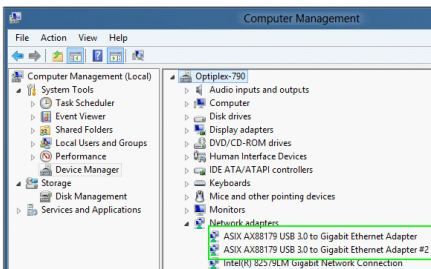 Computer Management
File Action View Help
Computer Management (Local)
System Tools
Task Scheduler
Event Viewer
Shared Folders
Local Users and Groups
Performance
Device Manager
Storage
Disk Management
Services and Applications
Optiplex-790
Audio inputs and outputs
Computer
Disk drives
Display adapters
DVD/CD-ROM drives
Human Interface Devices
IDE ATA/ATAPI controllers
Keyboards
Mice and other pointing devices
Monitors
Network adapters
ASIX AX88179 USB 3.0 to Gigabit Ethernet Adapter
ASIX AX88179 USB 3.0 to Gigabit Ethernet Adapter #2
Intel(R) 82579LM Gigabit Network Connection